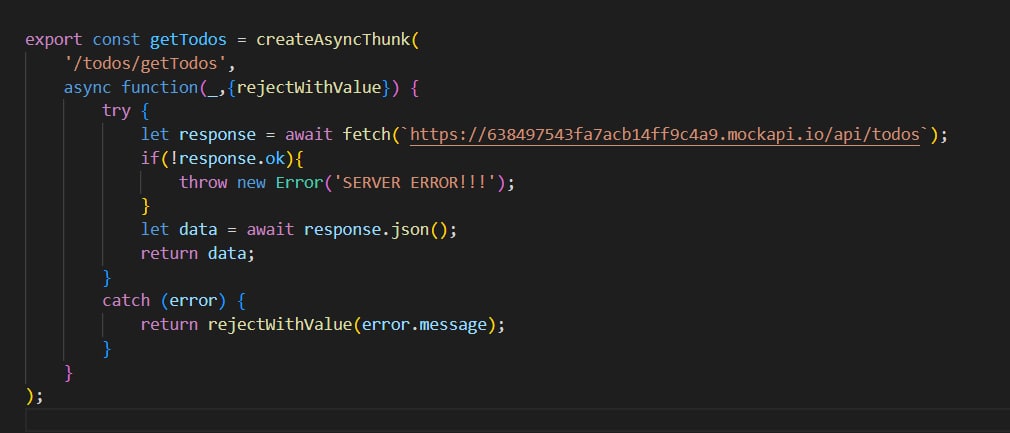 export const getTodos = createAsyncThunk(
    '/todos/getTodos',
    async function(_,{rejectWithValue}) {
        try {
            let response = await fetch(`https://638497543fa7acb14ff9c4a9.mockapi.io/api/todos`);
            if(!response.ok){
                throw new Error('SERVER ERROR!!!');
            }
            let data = await response.json();
            return data;
        }
        catch (error) {
            return rejectWithValue(error.message);
        }
    }
);